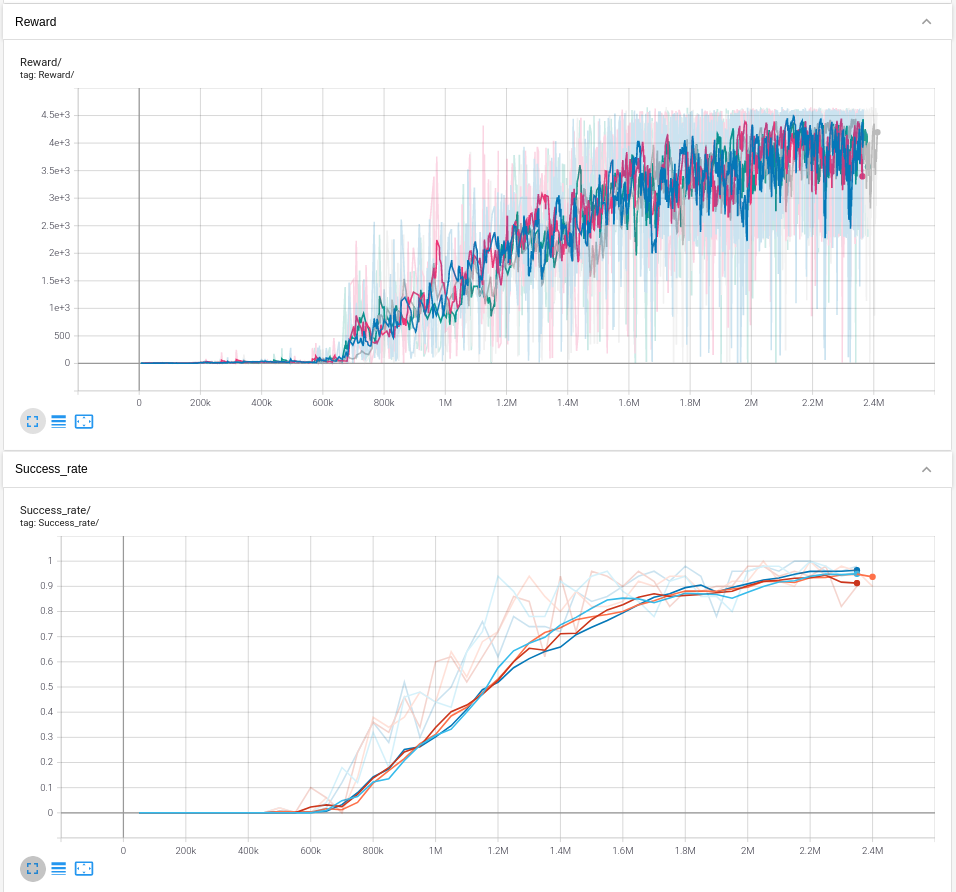 Reward
Reward/
tag: Reward/
4.5e+3
4e+3
3.5e+3
3e+3
2.5e+3
2e+3
1.5e+3
1e+3
500
0
0 200k 400k 600k 800k 1M 1.2M 1.4M 1.6M 1.8M 2M 2.2M 2.4M
Success_rate
Success_rate/
tag: Success_rate/
1
0.9
0.8
0.7
0.6
0.5
0.4
0.3
0.2
0.1
0
0 200k 400k 600k 800k 1M 1.2M 1.4M 1.6M 1.8M 2M 2.2M 2.4M